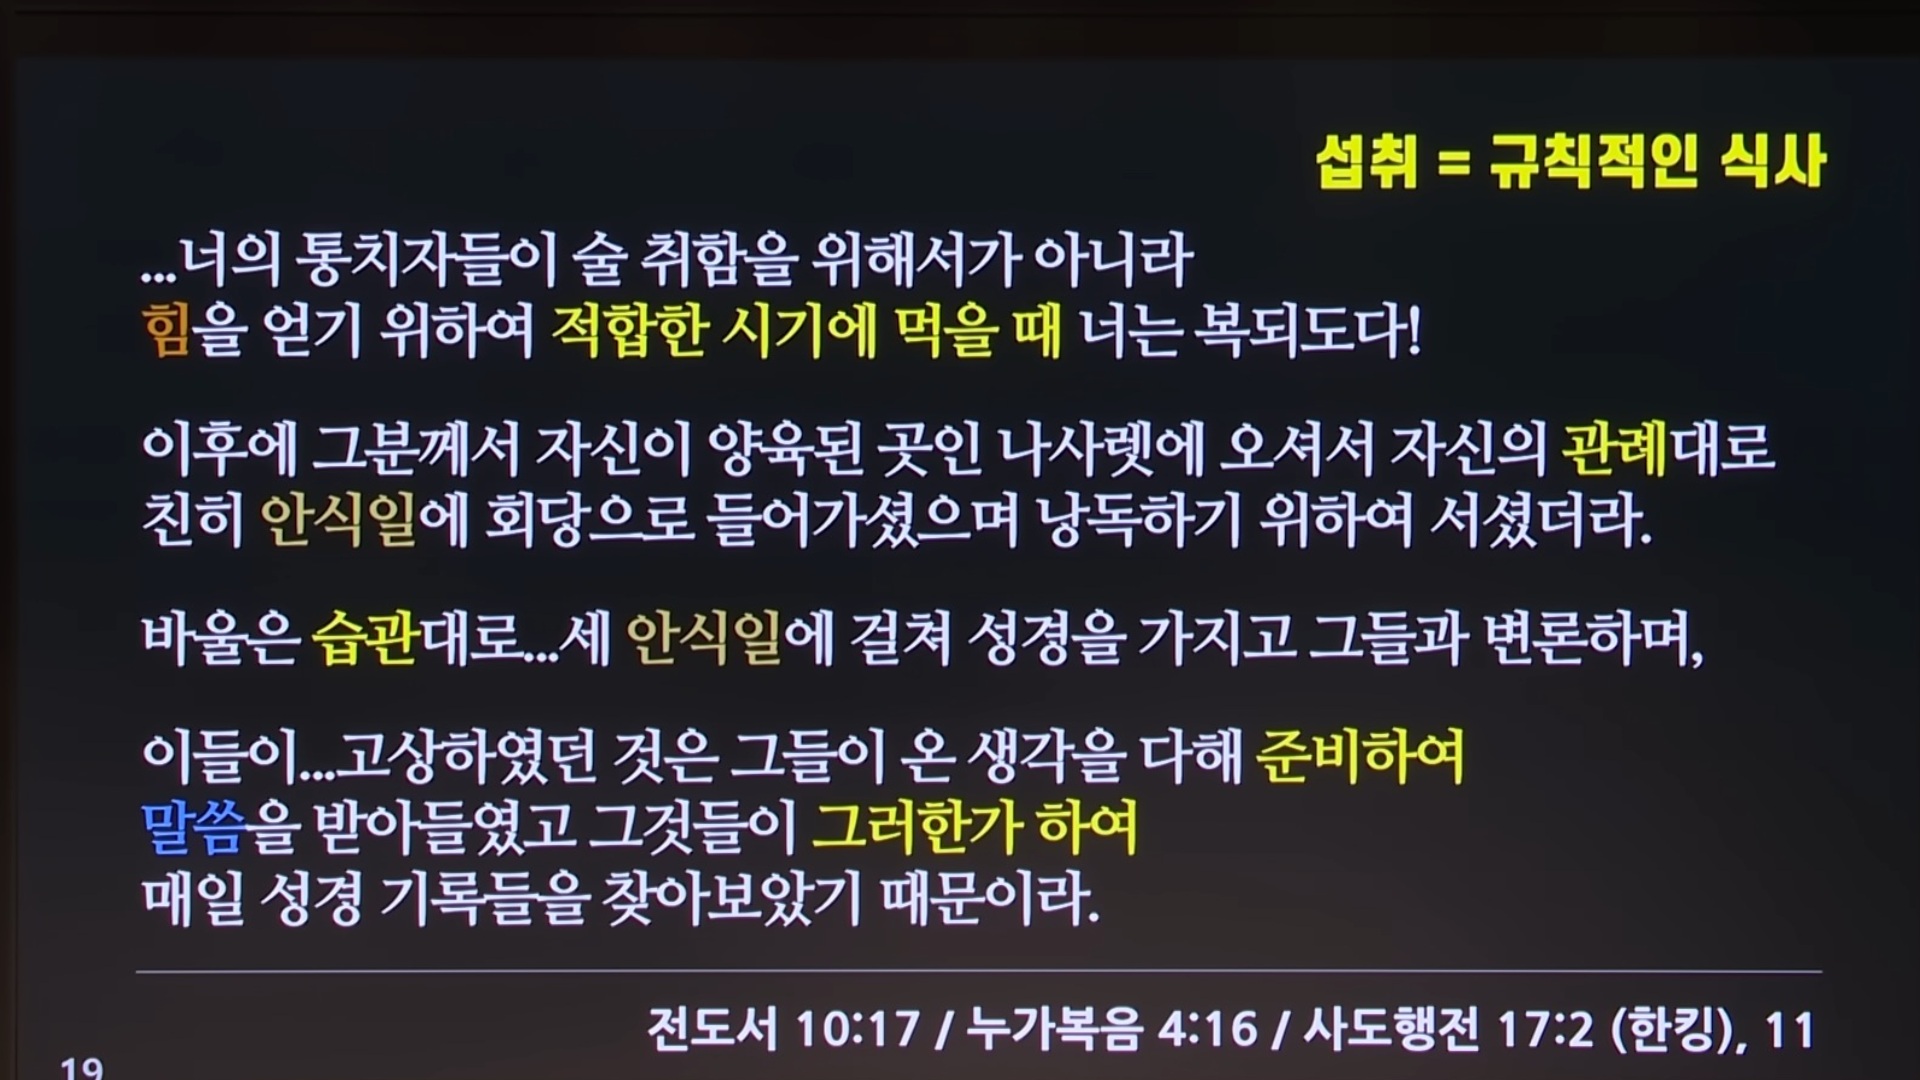 섭취 = 규칙적인 식사
...너의 통치자들이 술 취함을 위해서가 아니라
힘을 얻기 위하여 적합한 시기에 먹을 때 너는 복되도다!
이후에 그분께서 자신이 양육된 곳인 나사렛에 오셔서 자신의 관례대로
친히 안식일에 회당으로 들어가셨으며 낭독하기 위하여 서셨더라.
바울은 습관대로...세 안식일에 걸쳐 성경을 가지고 그들과 변론하며,
이들이...고상하였던 것은 그들이 온 생각을 다해 준비하여
말씀을 받아들였고 그것들이 그러한가 하여
매일 성경 기록들을 찾아보았기 때문이라.
전도서 10:17 / 누가복음 4:16 / 사도행전 17:2 (한킹), 11
19